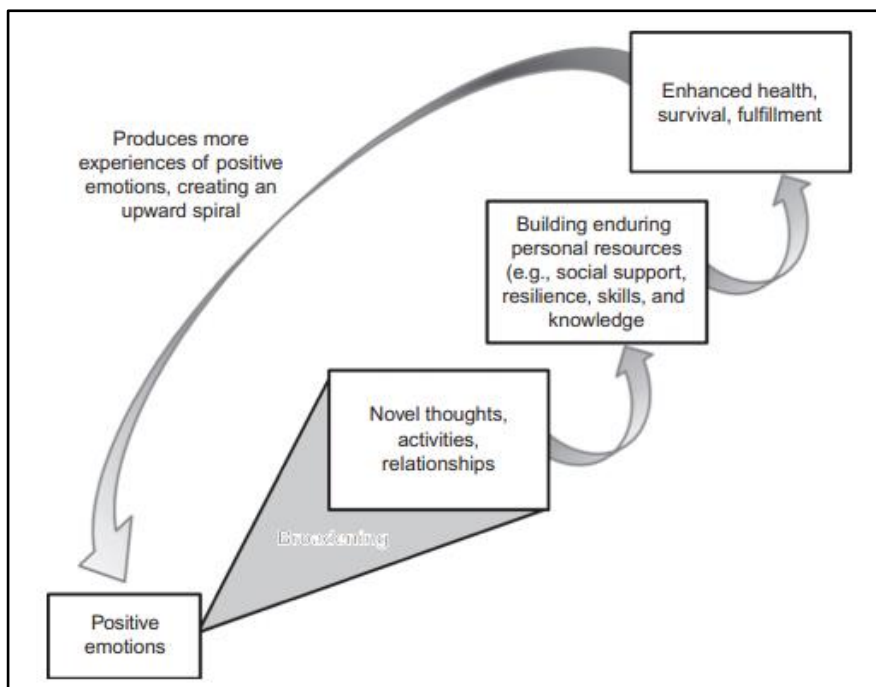 Enhanced health,
survival, fulfillment
Produces more
experiences of positive
emotions, creating an
upward spiral
Building enduring
personal resources
(e.g., social support,
resilience, skills, and
knowledge
Novel thoughts,
activities,
relationships
Broadening
Positive
emotions